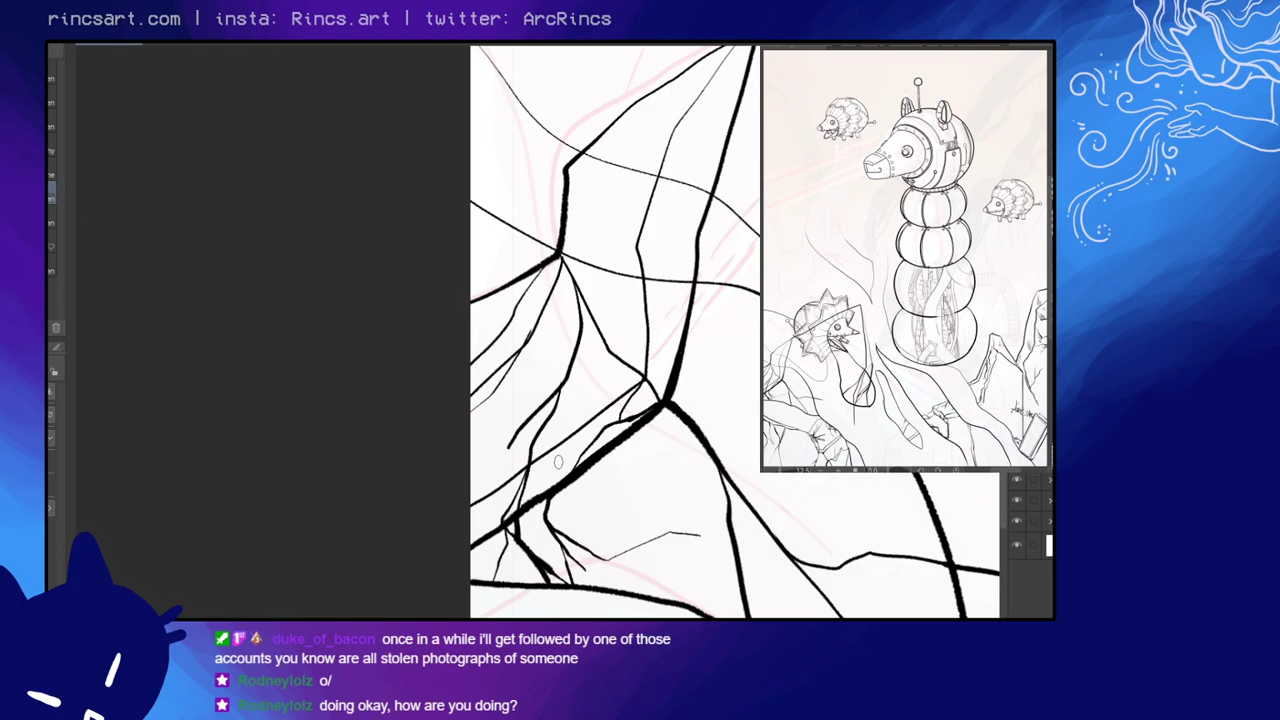 rincsart.com | insta: Rincs.art | twitter: ArcRincs
duke_of_bacon once in a while i'll get followed by one of those
accounts you know are all stolen photographs of someone
Rodneylolz o/
Rodneylolz doing okay, how are you doing?